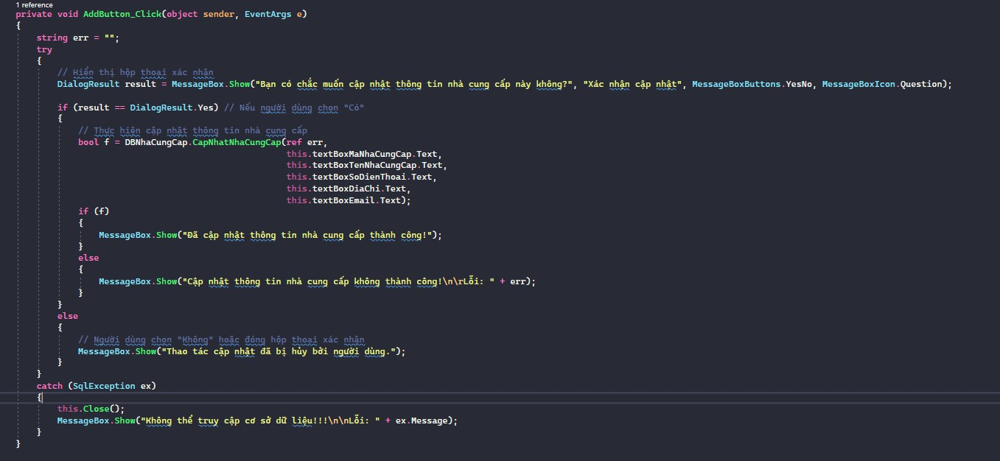 1 reference
private void AddButton_Click(object sender, EventArgs e)
{
string err = "";
try
{
// Hiển thị hộp thoại xác nhận
DialogResult result = MessageBox.Show("Bạn có chắc muốn cập nhật thông tin nhà cung cấp này không?", "Xác nhận cập nhật", MessageBoxButtons.YesNo, MessageBoxIcon.Question);
if (result == DialogResult.Yes) // Nếu người dùng chọn "Có"
{
// Thực hiện cập nhật thông tin nhà cung cấp
bool f = DBNhaCungCap.CapNhatNhaCungCap(ref err,
this.textBoxMaNhaCungCap.Text,
this.textBoxTenNhaCungCap.Text,
this.textBoxSoDienThoai.Text,
this.textBoxDiaChi.Text,
this.textBoxEmail.Text);
if (f)
{
MessageBox.Show("Đã cập nhật thông tin nhà cung cấp thành công!");
}
else
{
MessageBox.Show("Cập nhật thông tin nhà cung cấp không thành công!\n\rLỗi: " + err);
}
}
else
{
// Người dùng chọn "Không" hoặc đóng hộp thoại xác nhận
MessageBox.Show("Thao tác cập nhật đã bị hủy bởi người dùng.");
}
}
catch (SqlException ex)
{
this.Close();
MessageBox.Show("Không thể truy cập cơ sở dữ liệu!!!\n\nLỗi: " + ex.Message);
}
}